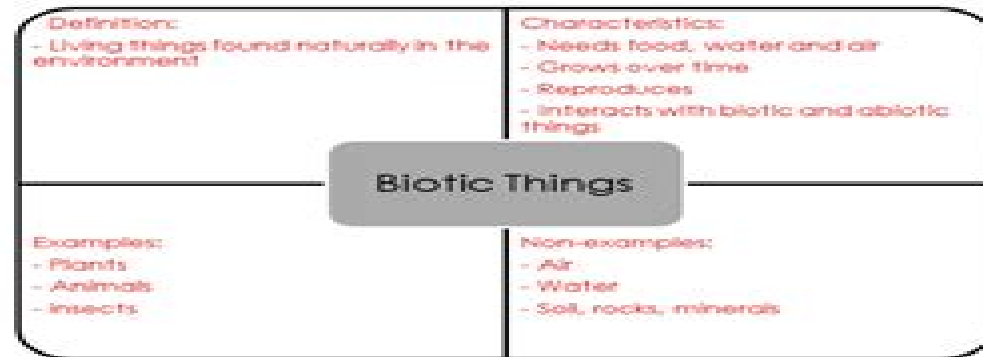 Definition:
- Living things found naturally in the
environment
Characteristics:
- Needs food, water and air
- Grows over time
- Reproduces
- Interacts with biotic and abiotic
things
Biotic Things
Examples:
- Plants
- Animals
- Insects
Non-examples:
- Air
- Water
- Soil, rocks, minerals